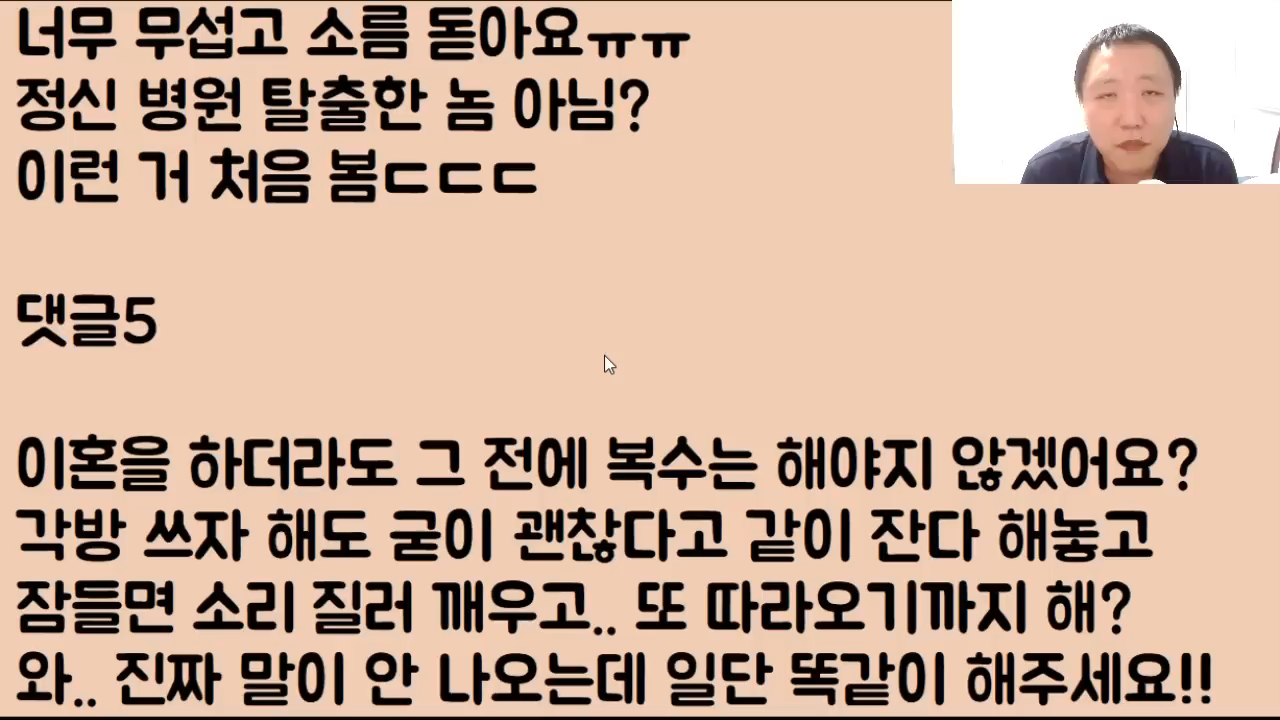 너무 무섭고 소름 돋아요ㅠㅠ
정신 병원 탈출한 놈 아님?
이런 거 처음 봄ㄷㄷㄷ
댓글5
이혼을 하더라도 그 전에 복수는 해야지 않겠어요?
각방 쓰자 해도 굳이 괜찮다고 같이 잔다 해놓고
잠들면 소리 질러 깨우고.. 또 따라오기까지 해?
와.. 진짜 말이 안 나오는데 일단 똑같이 해주세요!!